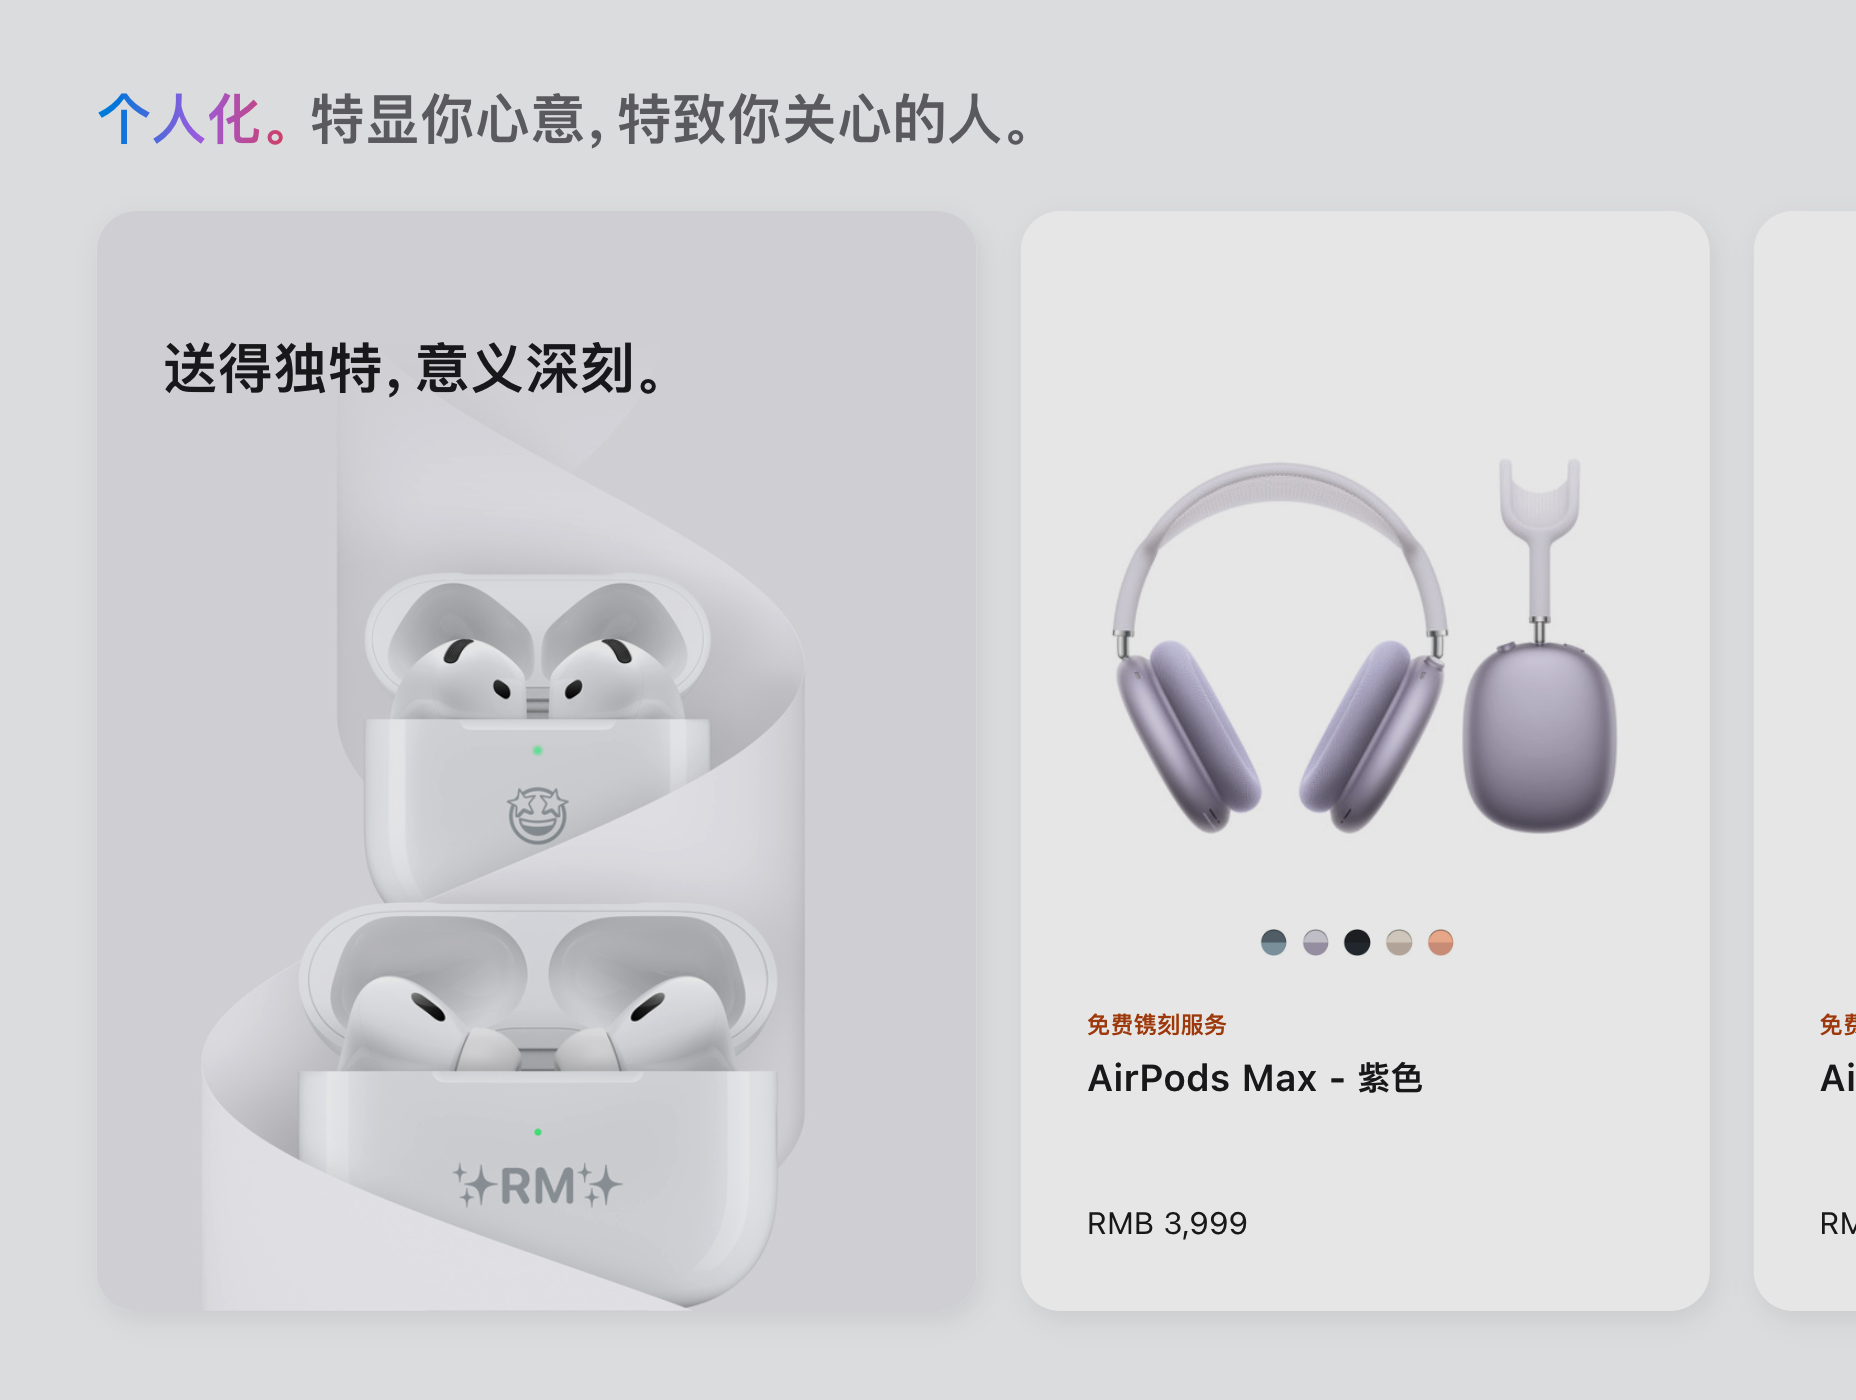 个人化。特显你心意，特致你关心的人。
送得独特，意义深刻。
✨RM✨
免费镌刻服务
AirPods Max - 紫色
RMB 3,999
免费
Ai
RM